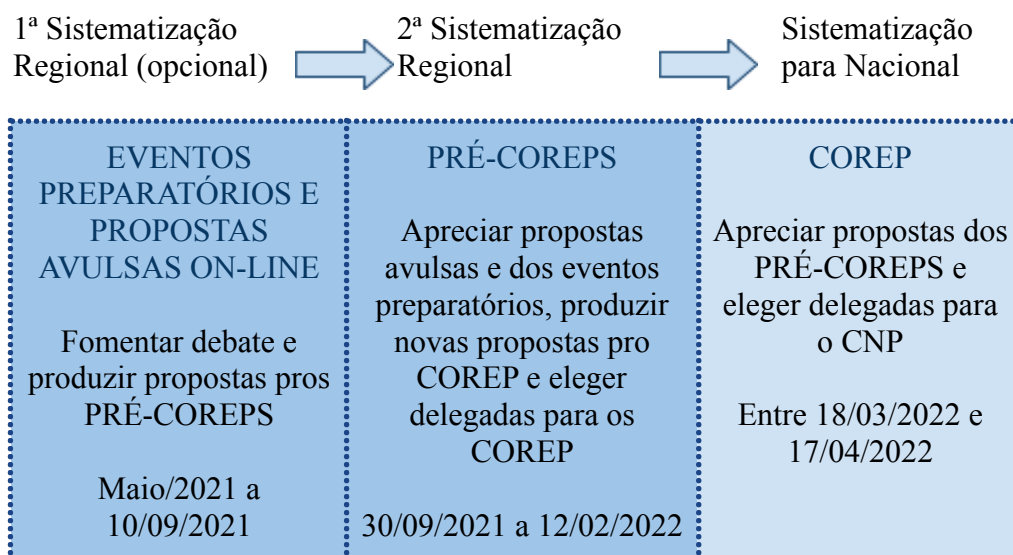 1ª Sistematização
Regional (opcional)
2ª Sistematização
Regional
Sistematização
para Nacional
EVENTOS
PREPARATÓRIOS E
PROPOSTAS
AVULSAS ON-LINE
Fomentar debate e
produzir propostas pros
PRÉ-COREPS
Maio/2021 a
10/09/2021
PRÉ-COREPS
Apreciar propostas
avulsas e dos eventos
preparatórios, produzir
novas propostas pro
COREP e eleger
delegadas para os
COREP
30/09/2021 a 12/02/2022
COREP
Apreciar propostas dos
PRÉ-COREPS e
eleger delegadas para
o CNP
Entre 18/03/2022 e
17/04/2022